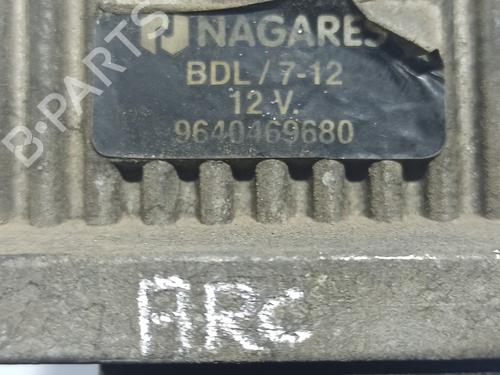 NAGARES
BDL / 7-12
12 V.
9640469680
ARC
B-PARTS